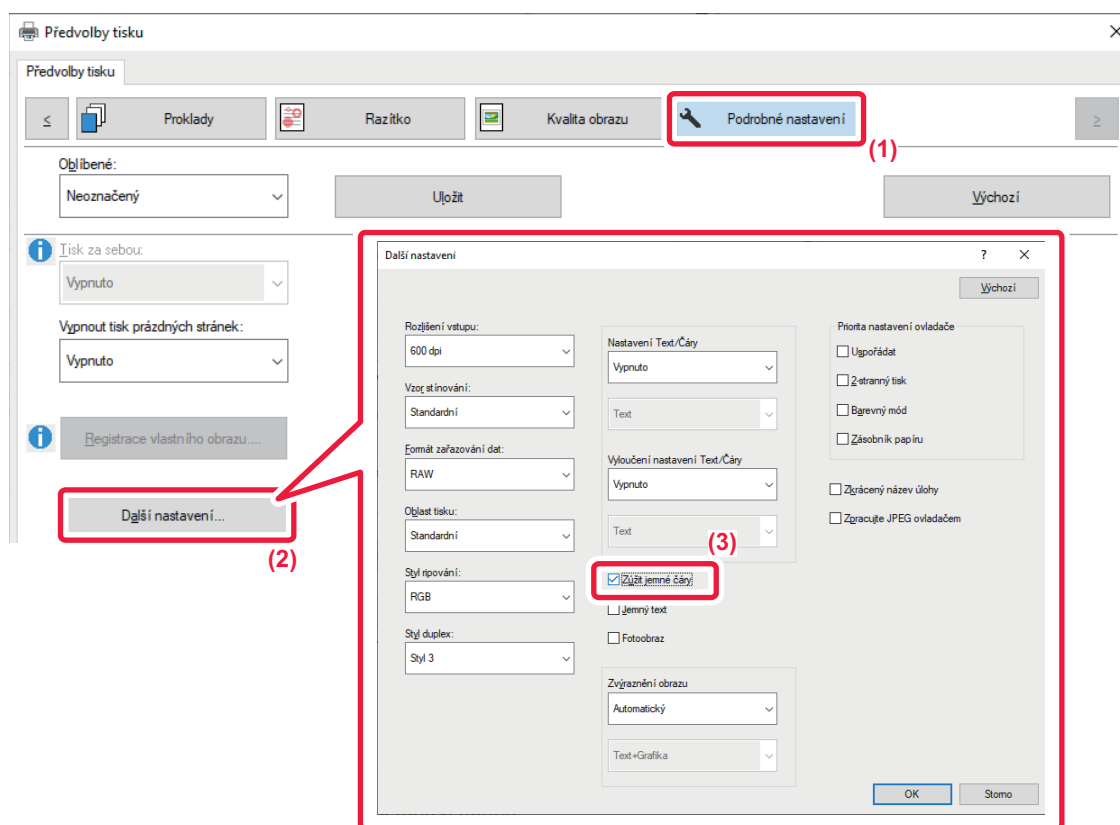 Předvolby tisku
Předvolby tisku
<
Proklady
Razítko
Kvalita obrazu
Podrobné nastavení
>
(1)
Oblíbené:
Neoznačený
Uložit
Výchozí
Tisk za sebou:
Vypnuto
Vypnout tisk prázdných stránek:
Vypnuto
Registrace vlastního obrazu....
Další nastavení...
(2)
Další nastavení
?
Výchozí
Rozlišení vstupu:
600 dpi
Vzor stínování:
Standardní
Formát zařazování dat:
RAW
Oblast tisku:
Standardní
Styl ripování:
RGB
Styl duplex:
Styl 3
Nastavení Text/Čáry
Vypnuto
Text
Vyloučení nastavení Text/Čáry
Vypnuto
Text
(3)
Zúžit jemné čáry
Jemný text
Fotoobraz
Zvýraznění obrazu
Automatický
Text+Grafika
Priorita nastavení ovladače
Uspořádat
2-stranný tisk
Barevný mód
Zásobník papíru
Zkrácený název úlohy
Zpracujte JPEG ovladačem
OK
Storno